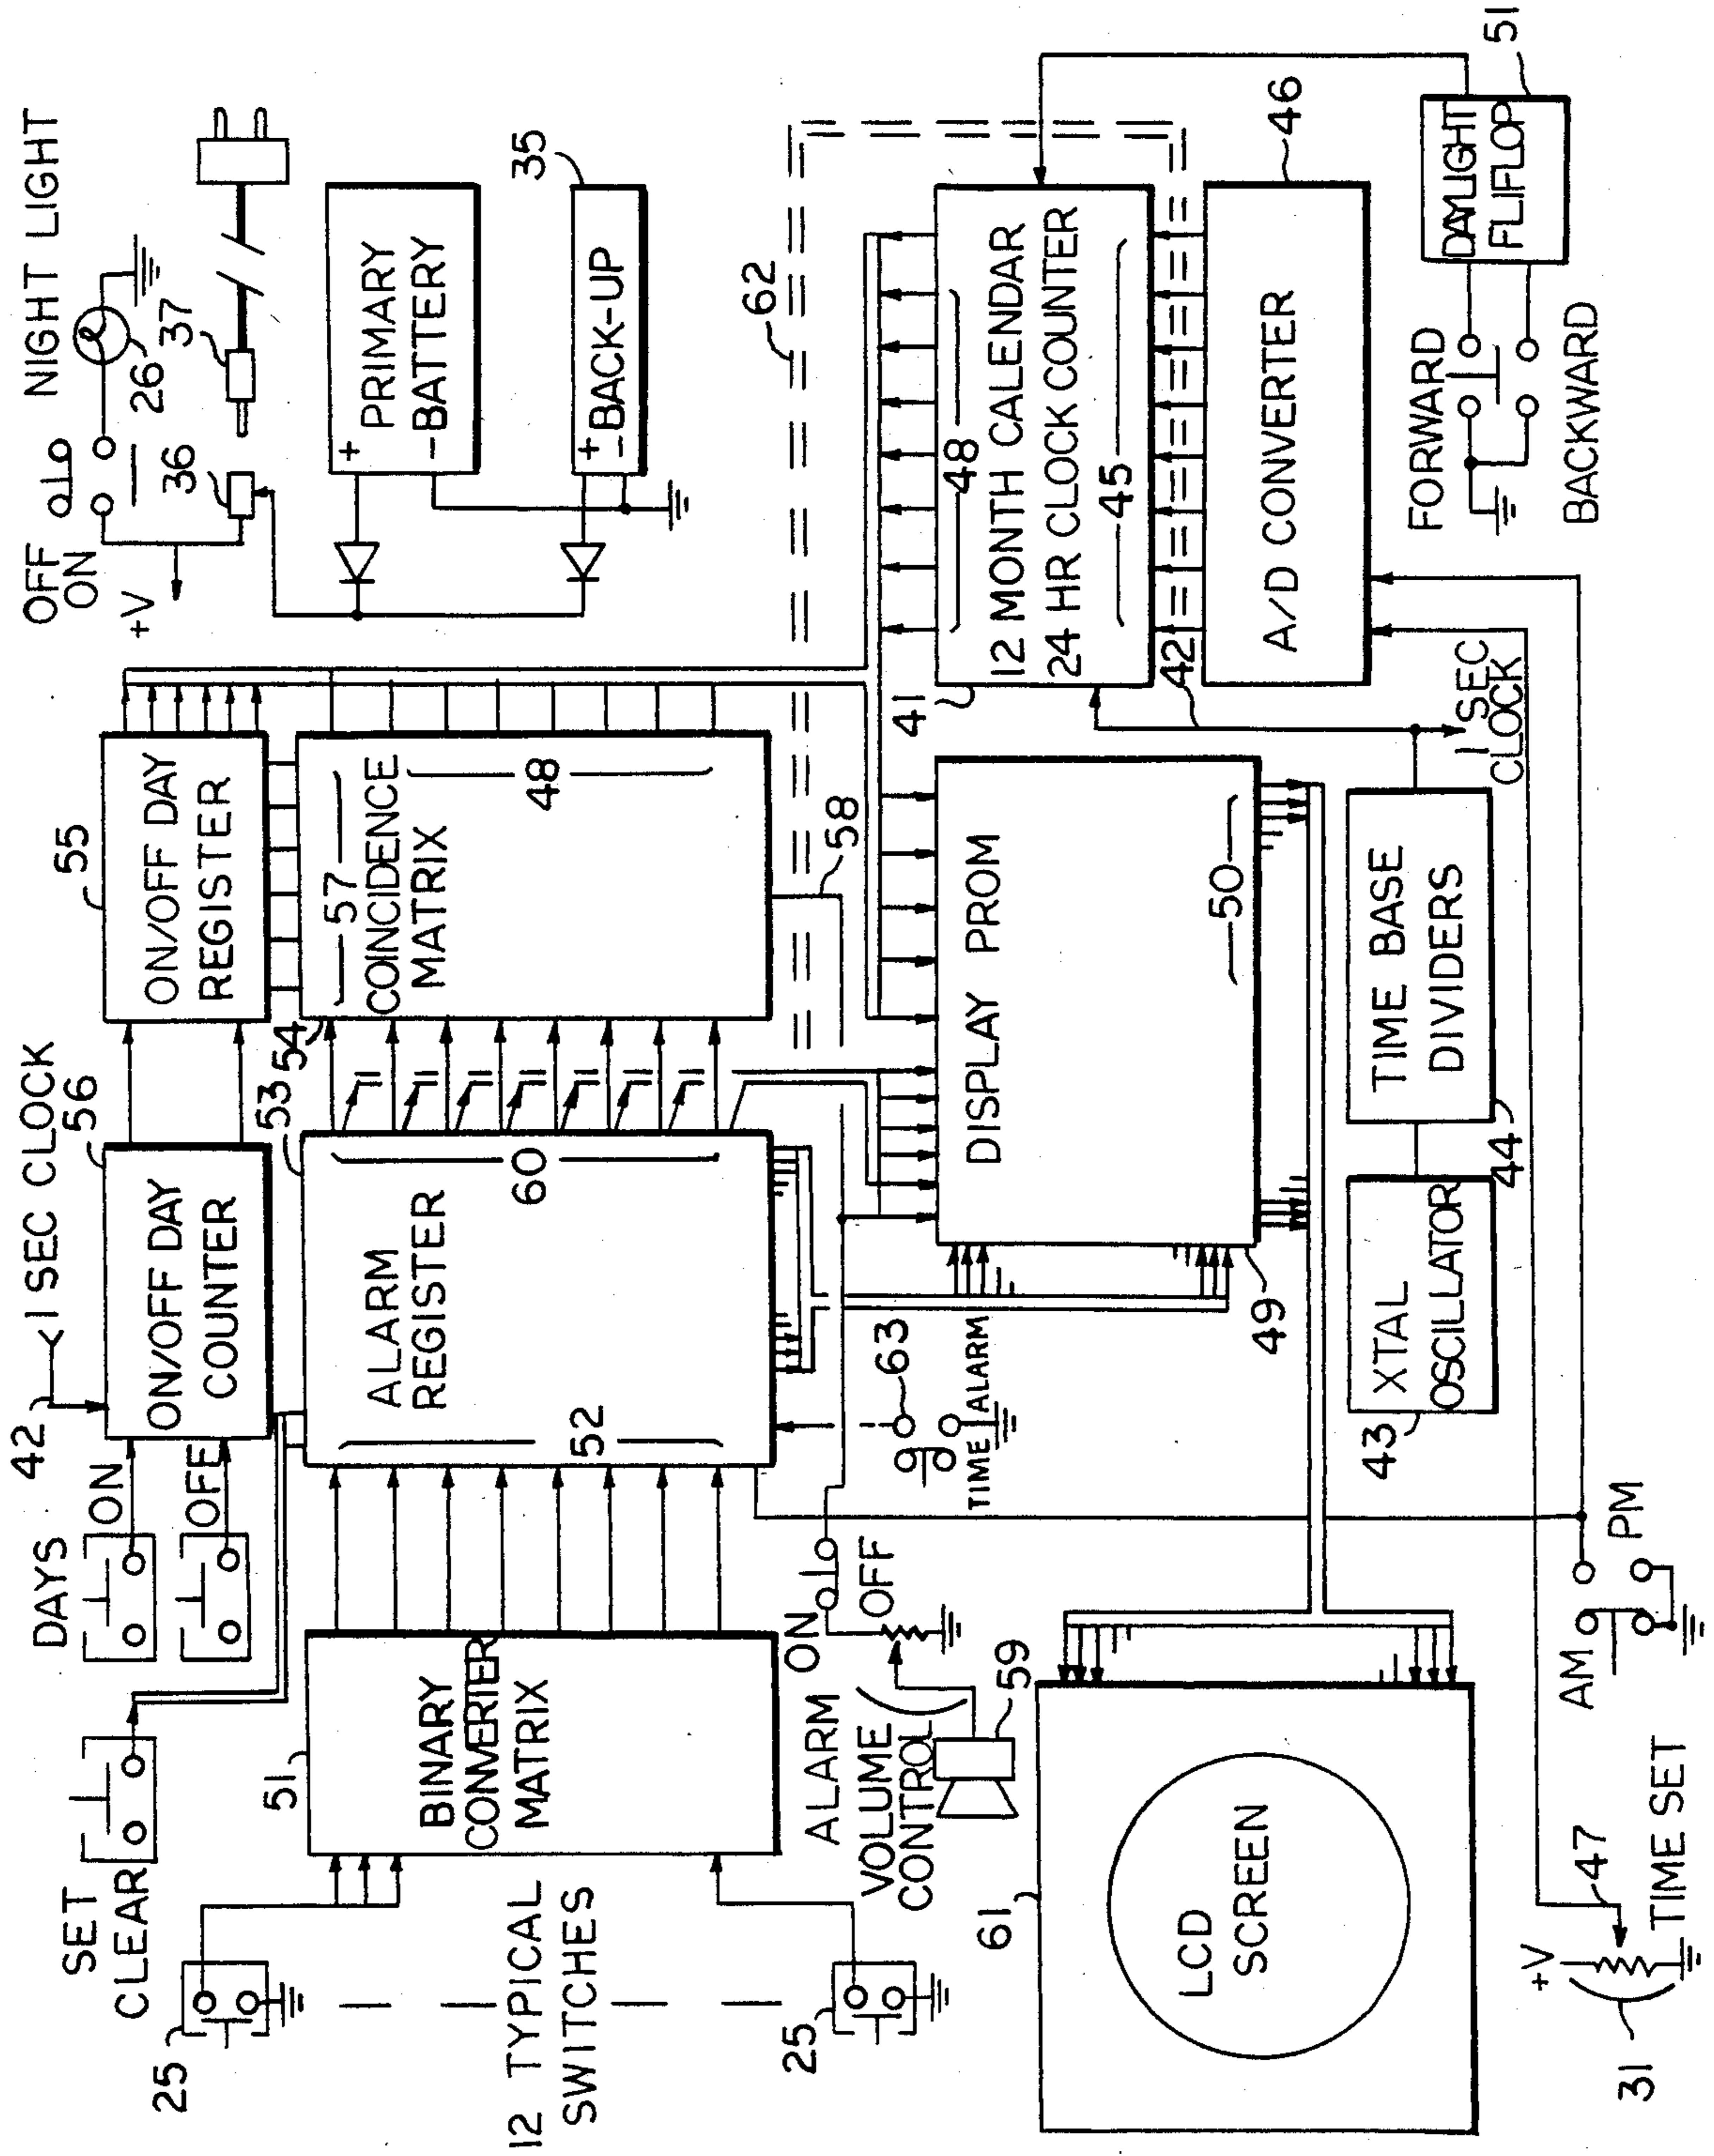 SET
CLEAR
25
12 TYPICAL
SWITCHES
25
51
BINARY
CONVERTER
MATRIX
DAYS
ON
OFF
42
1 SEC CLOCK
56
ON/OFF DAY
COUNTER
53
ALARM
REGISTER
52
60
55
ON/OFF DAY
REGISTER
54
57
COINCIDENCE
MATRIX
48
58
OFF
ON
NIGHT LIGHT
+V
26
36
37
+
PRIMARY
-BATTERY
35
+
-BACK-UP
62
ALARM
ON
OFF
VOLUME
CONTROL
59
63
TIME
ALARM
DISPLAY PROM
50
49
41
48
12 MONTH CALENDAR
24 HR CLOCK COUNTER
45
42
A/D CONVERTER
46
61
LCD
SCREEN
43
XTAL
OSCILLATOR
44
TIME BASE
DIVIDERS
1 SEC
CLOCK
FORWARD
BACKWARD
DAYLIGHT
FLIFLOP
51
+V
31
47
TIME SET
AM
PM